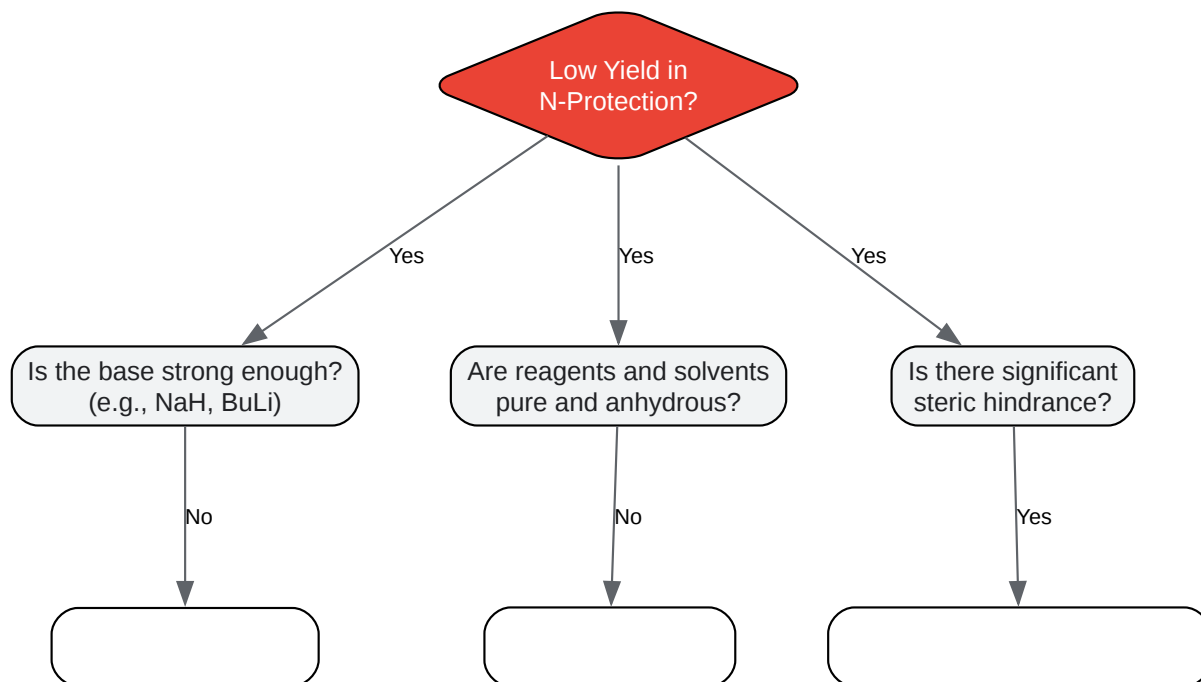 Low Yield in
N-Protection?
Yes
Yes
Yes
Is the base strong enough?
(e.g., NaH, BuLi)
Are reagents and solvents
pure and anhydrous?
Is there significant
steric hindrance?
No
No
Yes